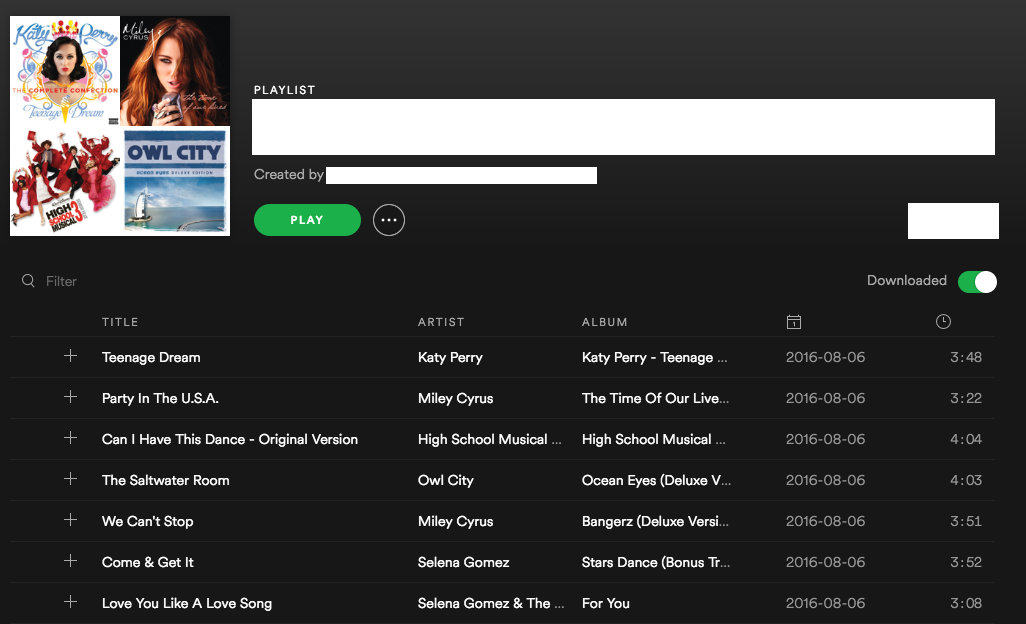 Katy Perry
THE COMPLETE CONFECTION
Teenage Dream
Miley
CYRUS
the time
of our lives
HIGH
SCHOOL
MUSICAL
3
OWL CITY
OCEAN EYES DELUXE EDITION
PLAYLIST
Created by
PLAY
Filter
Downloaded
TITLE ARTIST ALBUM
Teenage Dream Katy Perry Katy Perry - Teenage ... 2016-08-06 3:48
Party In The U.S.A. Miley Cyrus The Time Of Our Live... 2016-08-06 3:22
Can I Have This Dance - Original Version High School Musical ... High School Musical ... 2016-08-06 4:04
The Saltwater Room Owl City Ocean Eyes (Deluxe V... 2016-08-06 4:03
We Can't Stop Miley Cyrus Bangerz (Deluxe Versi... 2016-08-06 3:51
Come & Get It Selena Gomez Stars Dance (Bonus Tr... 2016-08-06 3:52
Love You Like A Love Song Selena Gomez & The ... For You 2016-08-06 3:08